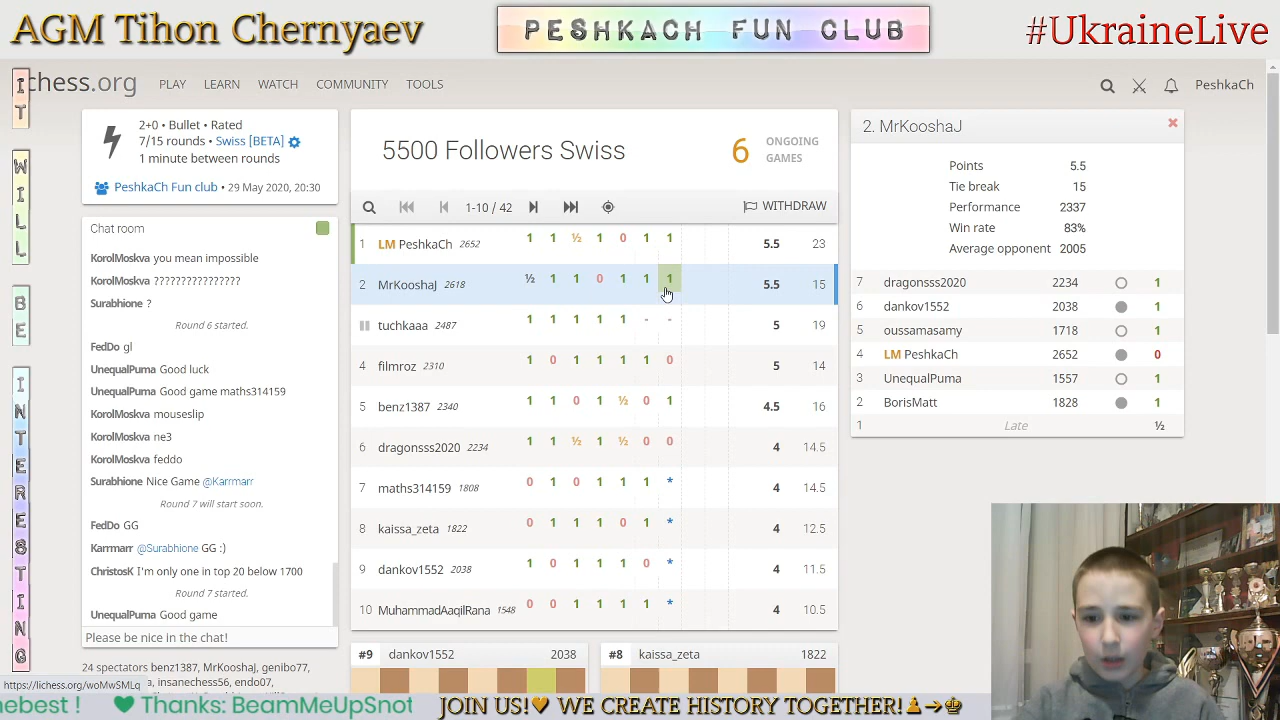 AGM Tihon Chernyaev
PESHKACH FUN CLUB
#UkraineLive
IT WILL BE INTERESTING
chess.org
PLAY LEARN WATCH COMMUNITY TOOLS
PeshkaCh
2+0 • Bullet • Rated
7/15 rounds • Swiss [BETA]
1 minute between rounds
PeshkaCh Fun club • 29 May 2020, 20:30
Chat room
KorolMoskva you mean impossible
KorolMoskva ????????????????
Surabhione ?
Round 6 started.
FedDo gl
UnequalPuma Good luck
UnequalPuma Good game maths314159
KorolMoskva mouseslip
KorolMoskva ne3
KorolMoskva feddo
Surabhione Nice Game @Karrmarr
Round 7 will start soon.
FedDo GG
Karrmarr @Surabhione GG :)
ChristosK I'm only one in top 20 below 1700
Round 7 started.
UnequalPuma Good game
Please be nice in the chat!
24 spectators benz1387, MrKooshaJ, genibo77,
a, insanechess56, endo07,
https://lichess.org/woMwSMLq
5500 Followers Swiss
6 ONGOING GAMES
1-10 / 42
WITHDRAW
1 LM PeshkaCh 2652 1 1 ½ 1 0 1 1 5.5 23
2 MrKooshaJ 2618 ½ 1 1 0 1 1 1 5.5 15
tuchkaaa 2487 1 1 1 1 1 - - 5 19
4 filmroz 2310 1 0 1 1 1 1 0 5 14
5 benz1387 2340 1 1 0 1 ½ 0 1 4.5 16
6 dragonsss2020 2234 1 1 ½ 1 ½ 0 0 4 14.5
7 maths314159 1808 0 1 0 1 1 1 * 4 14.5
8 kaissa_zeta 1822 0 1 1 1 0 1 * 4 12.5
9 dankov1552 2038 1 0 1 1 1 0 * 4 11.5
10 MuhammadAaqilRana 1548 0 0 1 1 1 1 * 4 10.5
#9 dankov1552 2038
#8 kaissa_zeta 1822
2. MrKooshaJ
Points 5.5
Tie break 15
Performance 2337
Win rate 83%
Average opponent 2005
7 dragonsss2020 2234 1
6 dankov1552 2038 1
5 oussamasamy 1718 1
4 LM PeshkaCh 2652 0
3 UnequalPuma 1557 1
2 BorisMatt 1828 1
1 Late ½
nebest ! Thanks: BeamMeUpSnot
JOIN US! WE CREATE HISTORY TOGETHER!